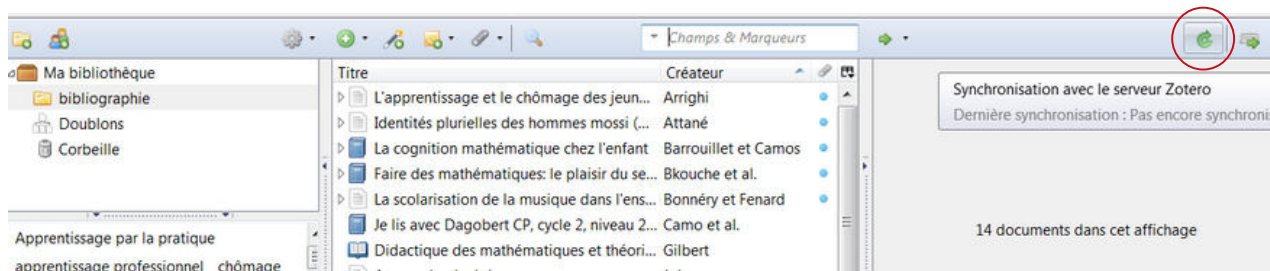 Champs & Marqueurs
Ma bibliothèque
bibliographie
Doublons
Corbeille
Apprentissage par la pratique
apprentissage professionnel chômage
Titre Créateur
L'apprentissage et le chômage des jeun... Arrighi
Identités plurielles des hommes mossi (... Attané
La cognition mathématique chez l'enfant Barrouillet et Camos
Faire des mathématiques: le plaisir du se... Bkouche et al.
La scolarisation de la musique dans l'ens... Bonnéry et Fenard
Je lis avec Dagobert CP, cycle 2, niveau 2... Camo et al.
Didactique des mathématiques et théori... Gilbert
Synchronisation avec le serveur Zotero
Dernière synchronisation : Pas encore synchronis
14 documents dans cet affichage